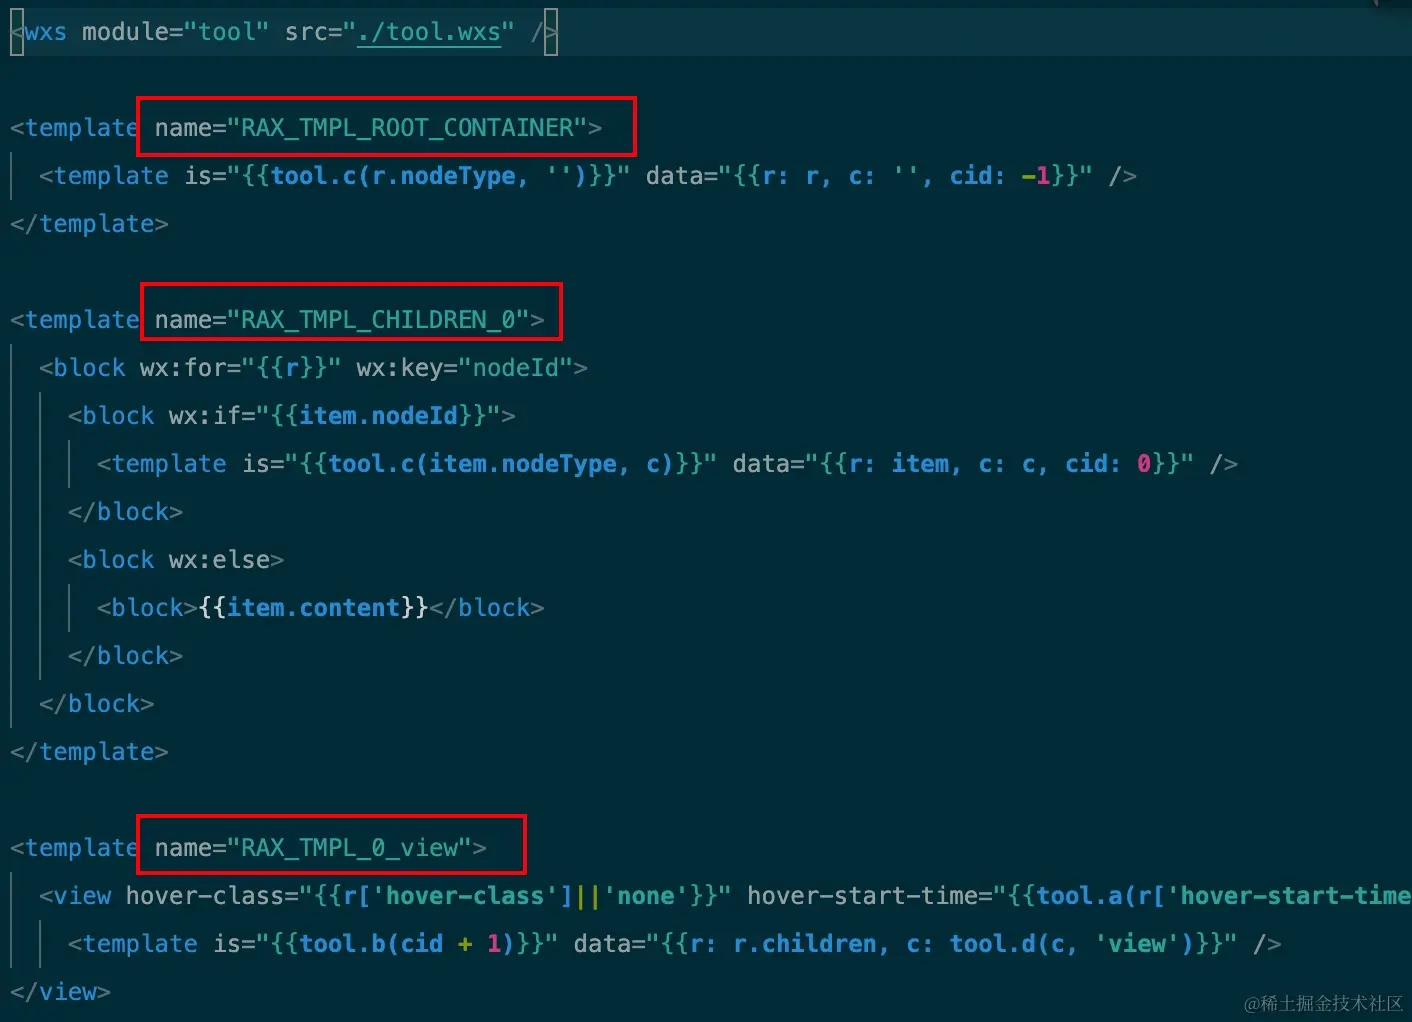 <wxs module="tool" src="./tool.wxs" />
<template name="RAX_TMPL_ROOT_CONTAINER">
<template is="{{tool.c(r.nodeType, '')}}" data="{{r: r, c: '', cid: -1}}" />
</template>
<template name="RAX_TMPL_CHILDREN_0">
<block wx:for="{{r}}" wx:key="nodeId">
<block wx:if="{{item.nodeId}}">
<template is="{{tool.c(item.nodeType, c)}}" data="{{r: item, c: c, cid: 0}}" />
</block>
<block wx:else>
<block>{{item.content}}</block>
</block>
</block>
</template>
<template name="RAX_TMPL_0_view">
<view hover-class="{{r['hover-class']||'none'}}" hover-start-time="{{tool.a(r['hover-start-time
<template is="{{tool.b(cid + 1)}}" data="{{r: r.children, c: tool.d(c, 'view')}}" />
</view>
@稀土掘金技术社区